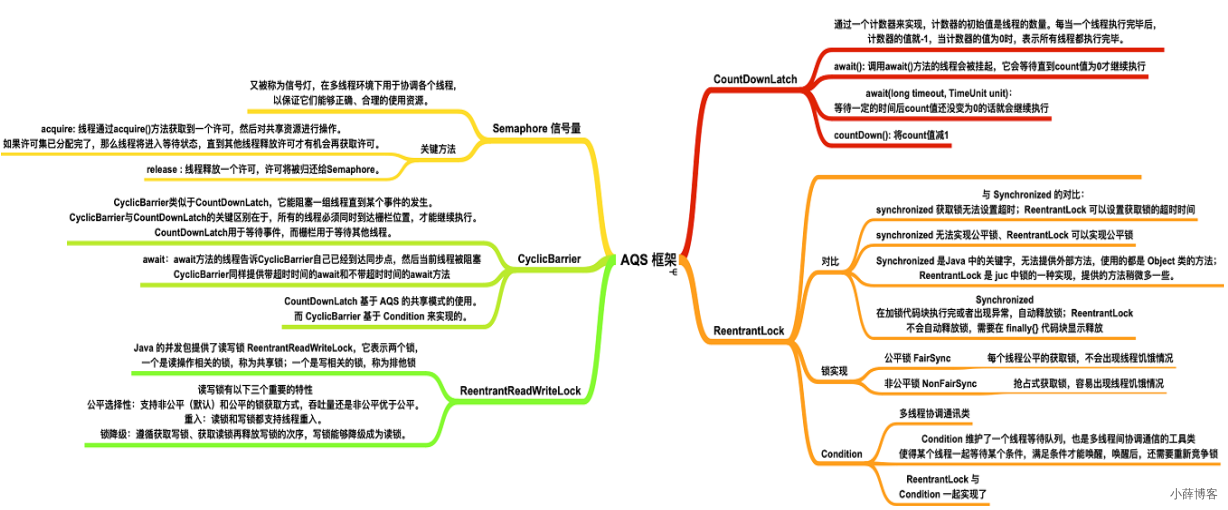 AQS 框架
CountDownLatch
通过一个计数器来实现，计数器的初始值是线程的数量。每当一个线程执行完毕后，
计数器的值就-1，当计数器的值为0时，表示所有线程都执行完毕。
await(): 调用await()方法的线程会被挂起，它会等待直到count值为0才继续执行
await(long timeout, TimeUnit unit)：
等待一定的时间后count值还没变为0的话就会继续执行
countDown(): 将count值减1
ReentrantLock
对比
与 Synchronized 的对比：
synchronized 获取锁无法设置超时；ReentrantLock 可以设置获取锁的超时时间
synchronized 无法实现公平锁、ReentrantLock 可以实现公平锁
Synchronized 是Java 中的关键字，无法提供外部方法，使用的都是 Object 类的方法；
ReentrantLock 是 juc 中锁的一种实现，提供的方法稍微多一些。
Synchronized
在加锁代码块执行完或者出现异常，自动释放锁；ReentrantLock
不会自动释放锁，需要在 finally{} 代码块显示释放
锁实现
公平锁 FairSync
每个线程公平的获取锁，不会出现线程饥饿情况
非公平锁 NonFairSync
抢占式获取锁，容易出现线程饥饿情况
Condition
多线程协调通讯类
Condition 维护了一个线程等待队列，也是多线程间协调通信的工具类
使得某个线程一起等待某个条件，满足条件才能唤醒，唤醒后，还需要重新竞争锁
ReentrantLock 与
Condition 一起实现了
Semaphore 信号量
又被称为信号灯，在多线程环境下用于协调各个线程，
以保证它们能够正确、合理的使用资源。
关键方法
acquire: 线程通过acquire()方法获取到一个许可，然后对共享资源进行操作。
如果许可集已分配完了，那么线程将进入等待状态，直到其他线程释放许可才有机会再获取许可。
release : 线程释放一个许可，许可将被归还给Semaphore。
CyclicBarrier
CyclicBarrier类似于CountDownLatch，它能阻塞一组线程直到某个事件的发生。
CyclicBarrier与CountDownLatch的关键区别在于，所有的线程必须同时到达栅栏位置，才能继续执行。
CountDownLatch用于等待事件，而栅栏用于等待其他线程。
await：await方法的线程告诉CyclicBarrier自己已经到达同步点，然后当前线程被阻塞
CyclicBarrier同样提供带超时时间的await和不带超时时间的await方法
CountDownLatch 基于 AQS 的共享模式的使用。
而 CyclicBarrier 基于 Condition 来实现的。
ReentrantReadWriteLock
Java 的并发包提供了读写锁 ReentrantReadWriteLock，它表示两个锁，
一个是读操作相关的锁，称为共享锁；一个是写相关的锁，称为排他锁
读写锁有以下三个重要的特性
公平选择性：支持非公平（默认）和公平的锁获取方式，吞吐量还是非公平优于公平。
重入：读锁和写锁都支持线程重入。
锁降级：遵循获取写锁、获取读锁再释放写锁的次序，写锁能够降级成为读锁。
小薛博客